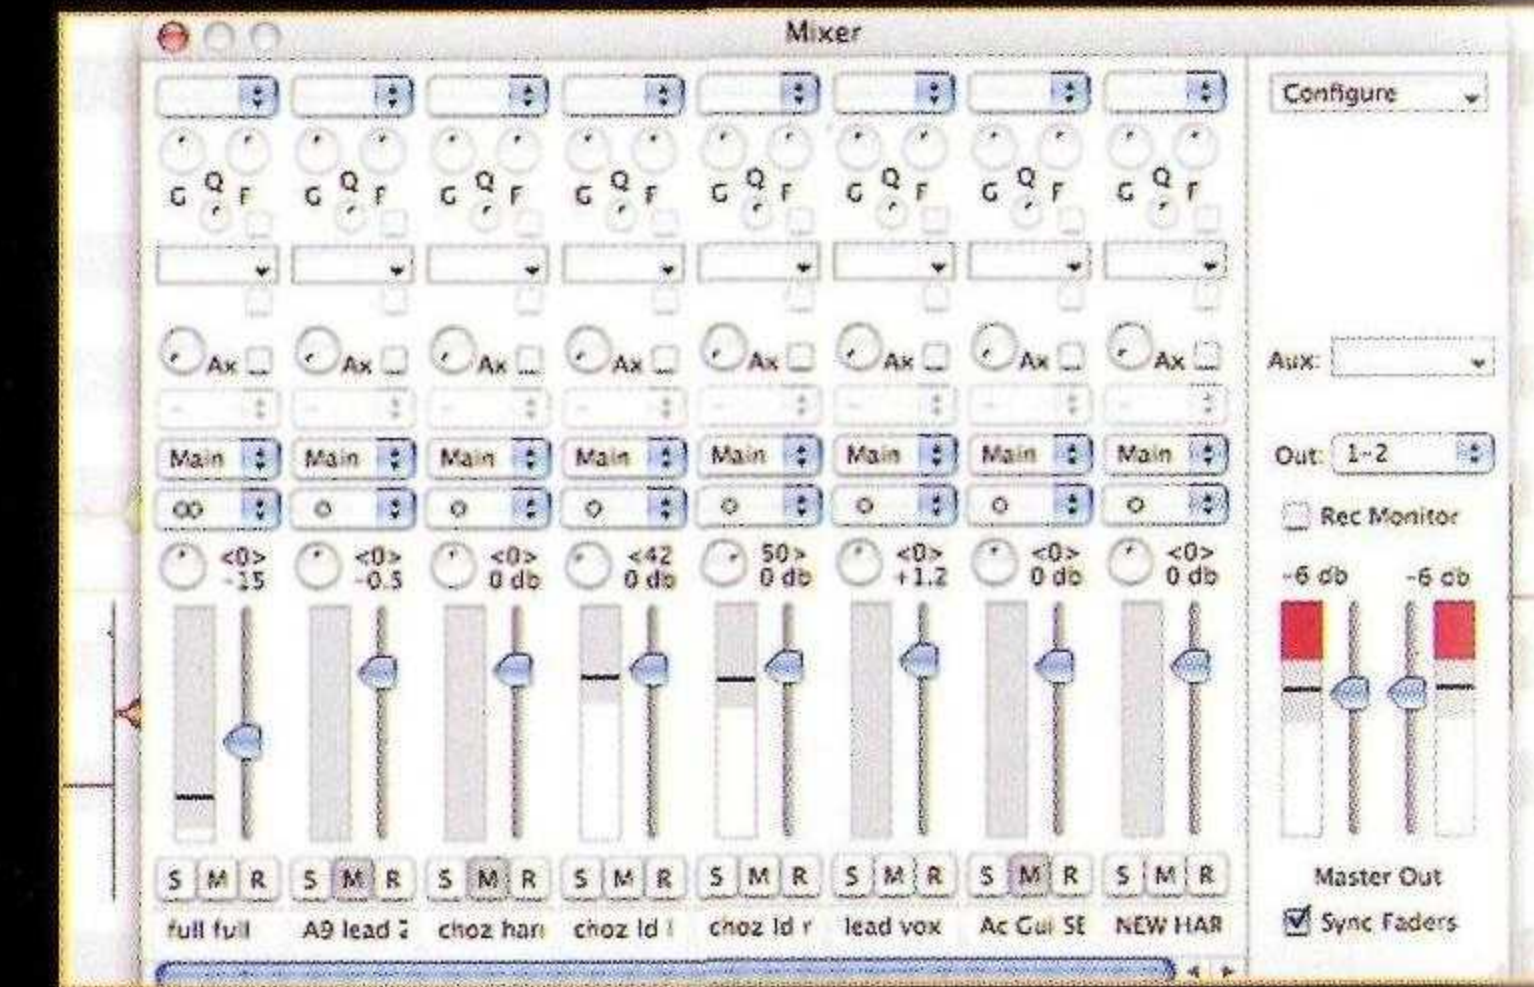 Mixer
Configure
G Q F G Q F G Q F G Q F G Q F G Q F G Q F G Q F
Ax Ax Ax Ax Ax Ax Ax Ax
Aux:
Main Main Main Main Main Main Main Main
Out: 1-2
Rec Monitor
<0> <0> <0> <42 50> <0> <0> <0>
-15 -0.5 0 db 0 db 0 db +1.2 0 db 0 db
-6 db -6 db
S M R S M R S M R S M R S M R S M R S M R S M R
Master Out
full full A9 lead choz han choz ld l choz ld r lead vox Ac Gui SE NEW HAR
Sync Faders